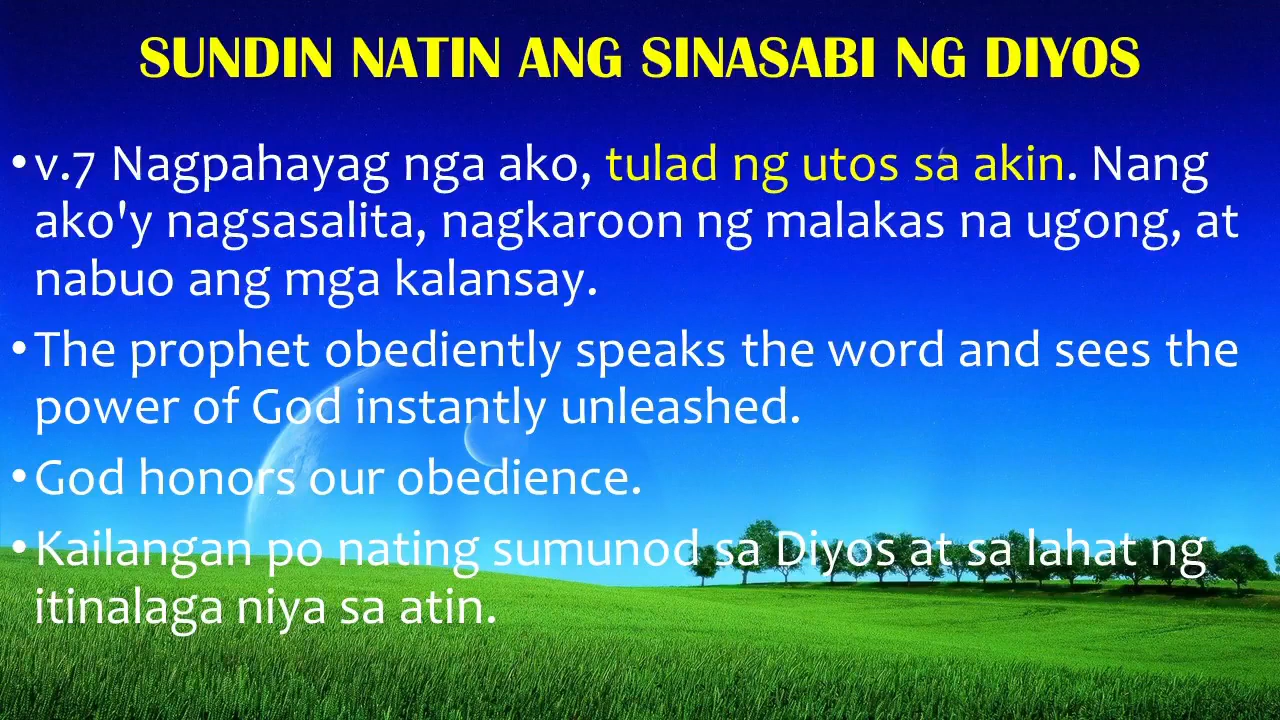 SUNDIN NATIN ANG SINASABI NG DIYOS
•v.7 Nagpahayag nga ako, tulad ng utos sa akin. Nang
ako'y nagsasalita, nagkaroon ng malakas na ugong, at
nabuo ang mga kalansay.
•The prophet obediently speaks the word and sees the
power of God instantly unleashed.
•God honors our obedience.
•Kailangan po nating sumunod sa Diyos at sa lahat ng
itinalaga niya sa atin.